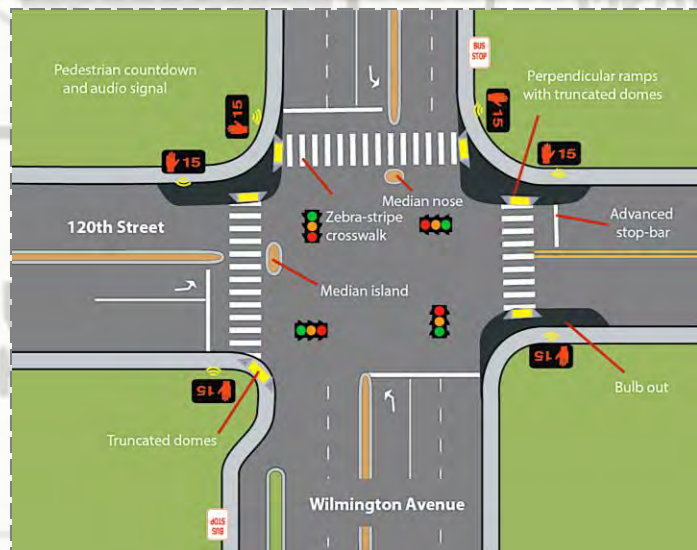 BUS
STOP
Pedestrian countdown
and audio signal
Perpendicular ramps
with truncated domes
15
15
15
15
Median nose
120th Street
Zebra-stripe
crosswalk
Advanced
stop-bar
Median island
15
15
Bulb out
Truncated domes
Wilmington Avenue
BUS
STOP